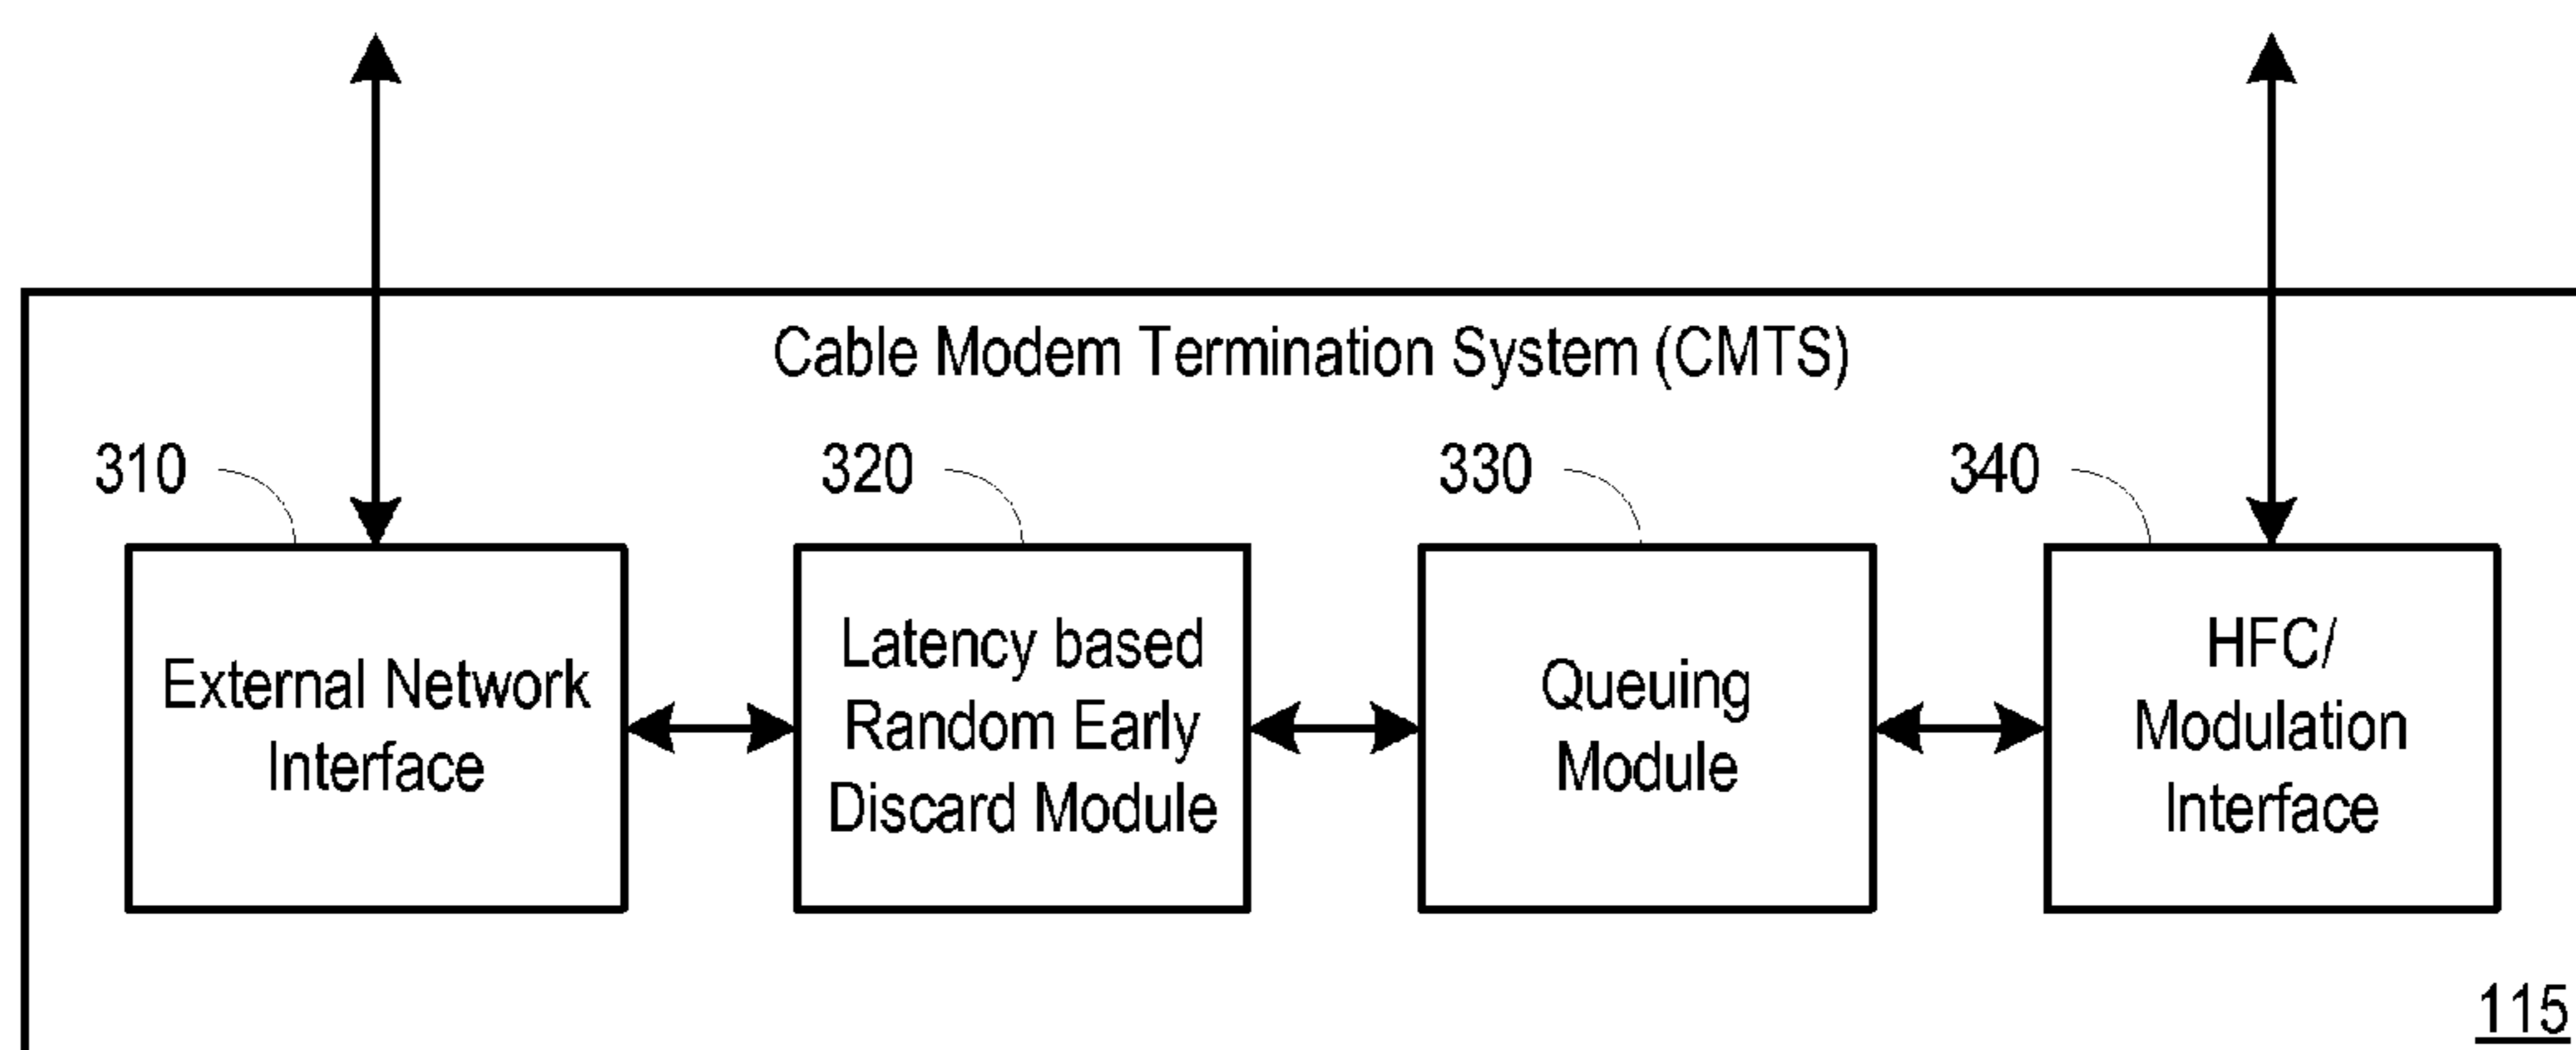 Cable Modem Termination System (CMTS)
310
320
330
340
External Network
Interface
Latency based
Random Early
Discard Module
Queuing
Module
HFC/
Modulation
Interface
115